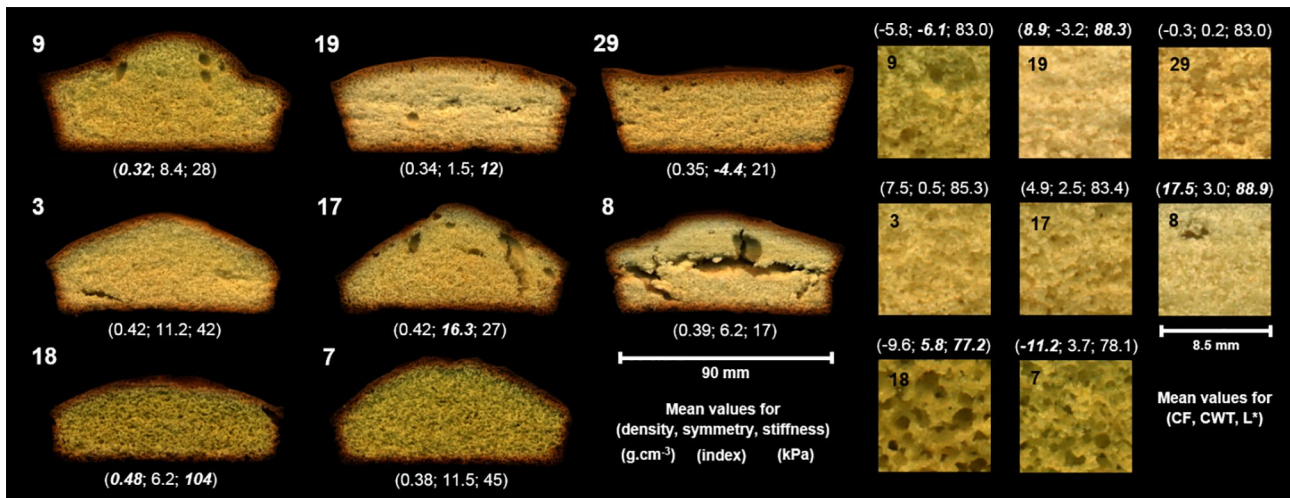 9 19 29
(0.32; 8.4; 28) (0.34; 1.5; 12) (0.35; -4.4; 21)
3 17 8
(0.42; 11.2; 42) (0.42; 16.3; 27) (0.39; 6.2; 17)
18 7
(0.48; 6.2; 104) (0.38; 11.5; 45)
90 mm
Mean values for
(density, symmetry, stiffness)
(g.cm-3) (index) (kPa)
(-5.8; -6.1; 83.0) (8.9; -3.2; 88.3) (-0.3; 0.2; 83.0)
9 19 29
(7.5; 0.5; 85.3) (4.9; 2.5; 83.4) (17.5; 3.0; 88.9)
3 17 8
8.5 mm
(-9.6; 5.8; 77.2) (-11.2; 3.7; 78.1)
18 7
Mean values for
(CF, CWT, L*)